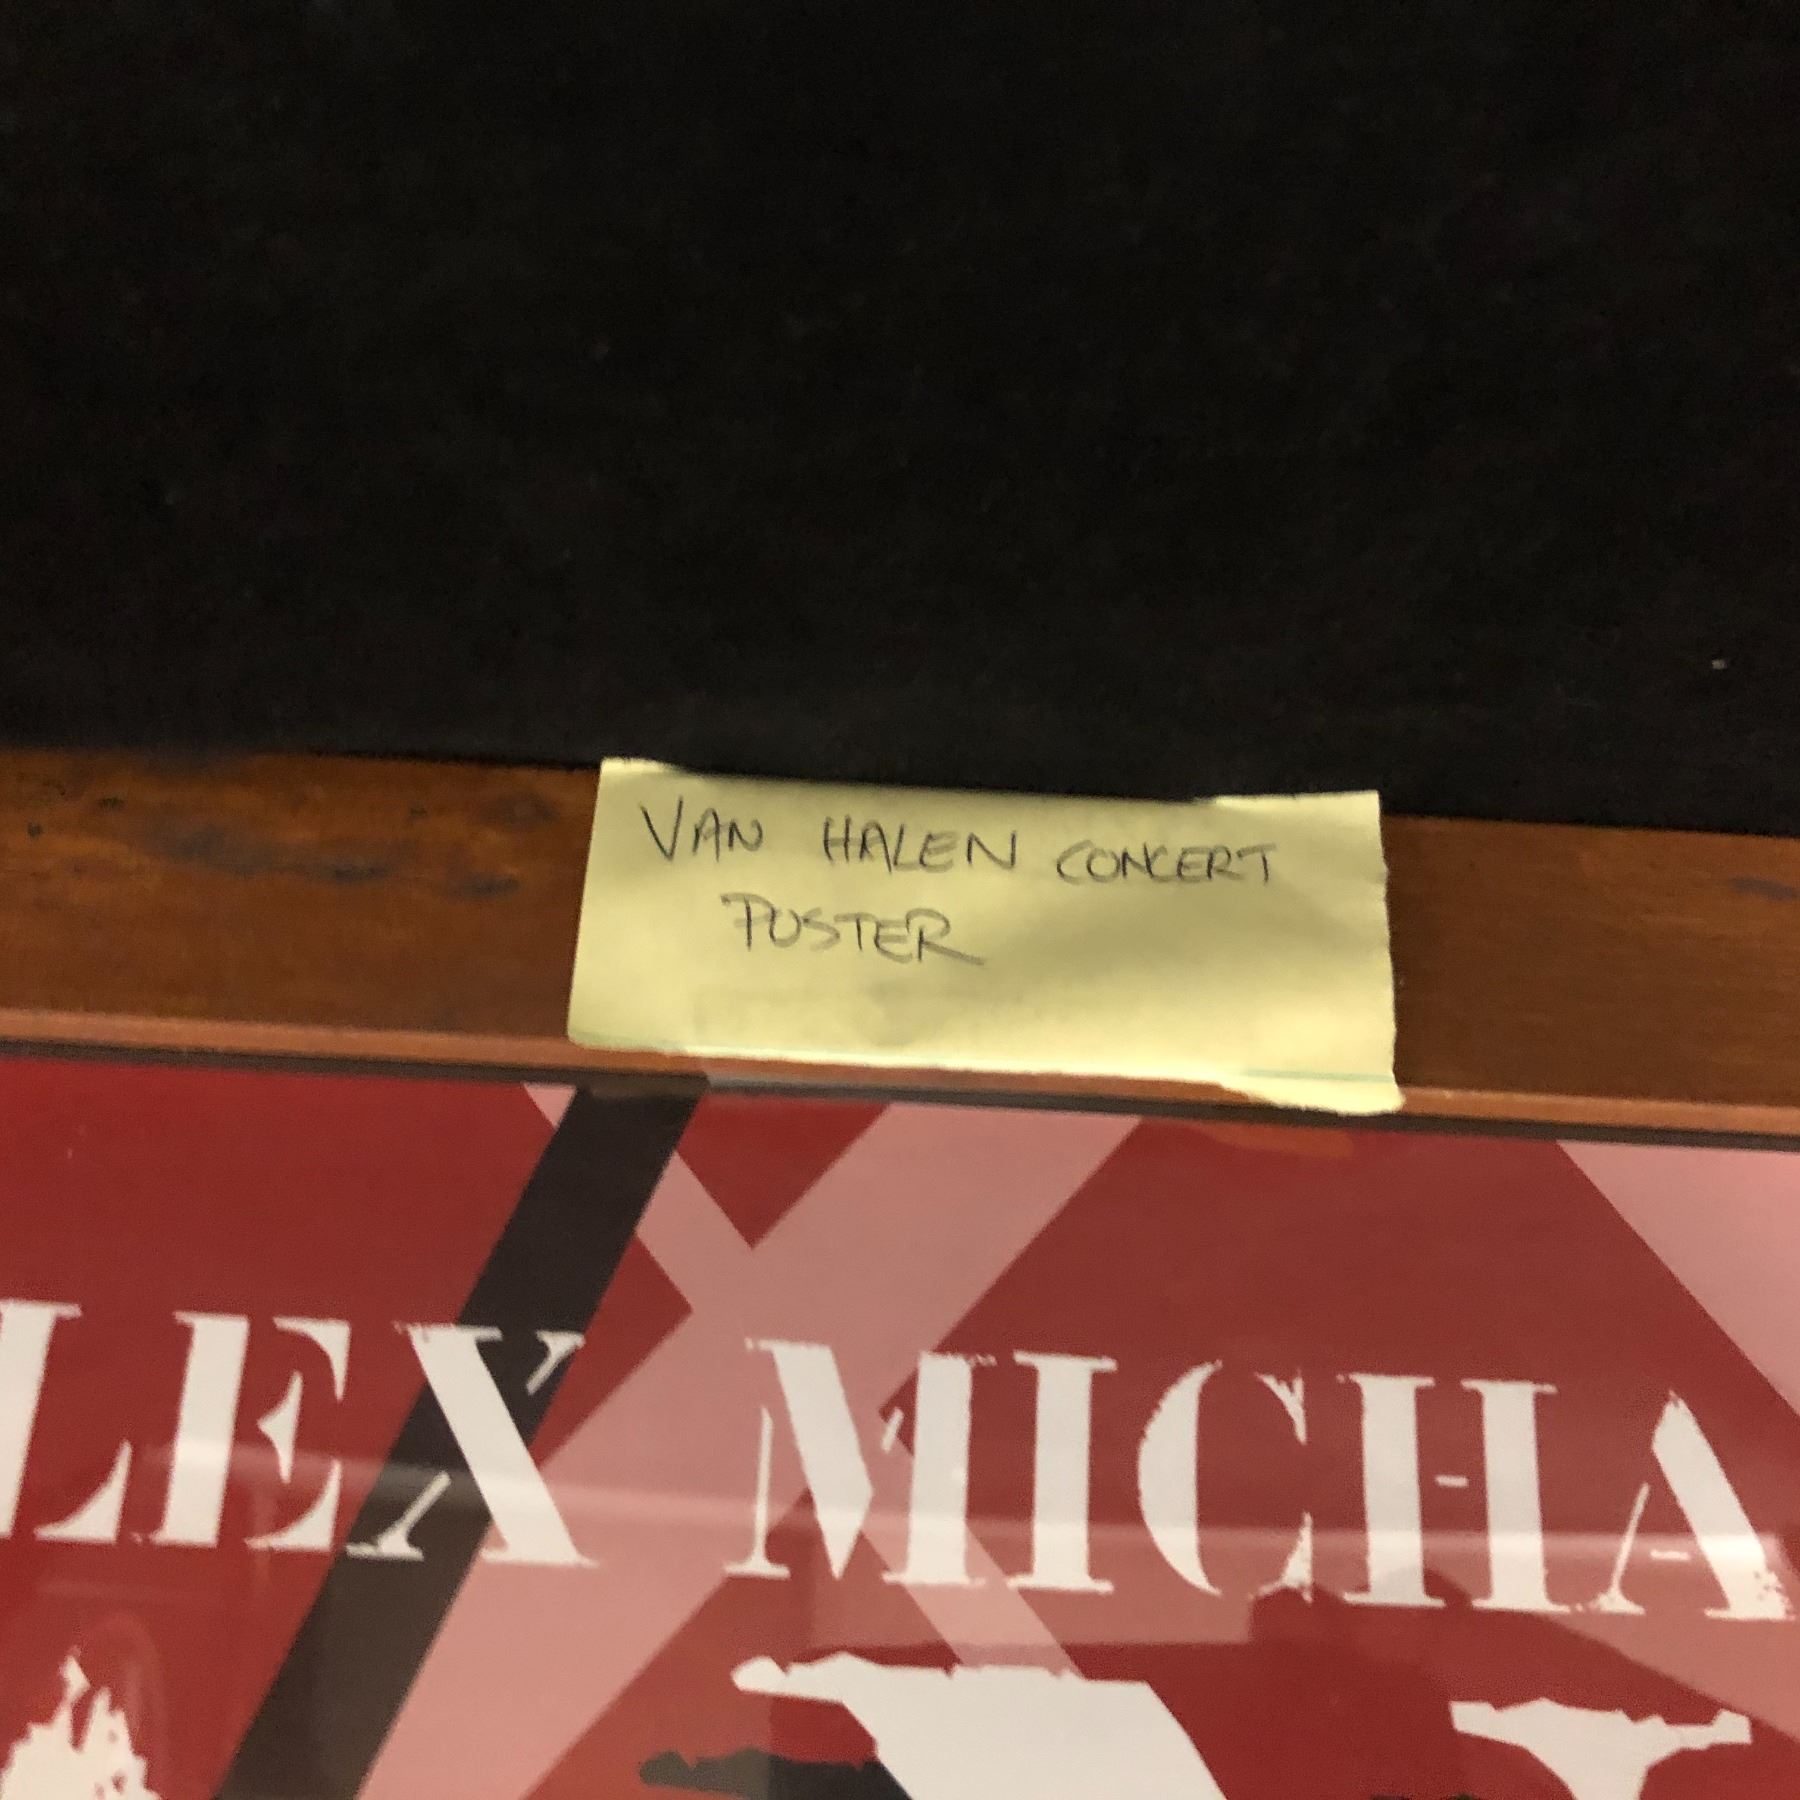 VAN HALEN CONCERT
POSTER
LEX MICHA